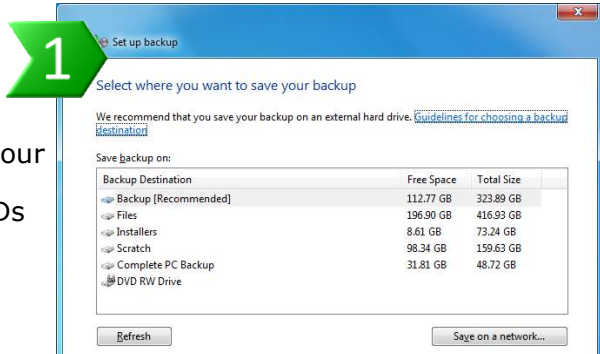 1
Set up backup
Select where you want to save your backup
We recommend that you save your backup on an external hard drive. Guidelines for choosing a backup
destination
our
Save backup on:
Backup Destination Free Space Total Size
Backup [Recommended] 112.77 GB 323.89 GB
Ds
Files 196.90 GB 416.93 GB
Installers 8.61 GB 73.24 GB
Scratch 98.34 GB 159.63 GB
Complete PC Backup 31.81 GB 48.72 GB
DVD RW Drive
Refresh Save on a network...